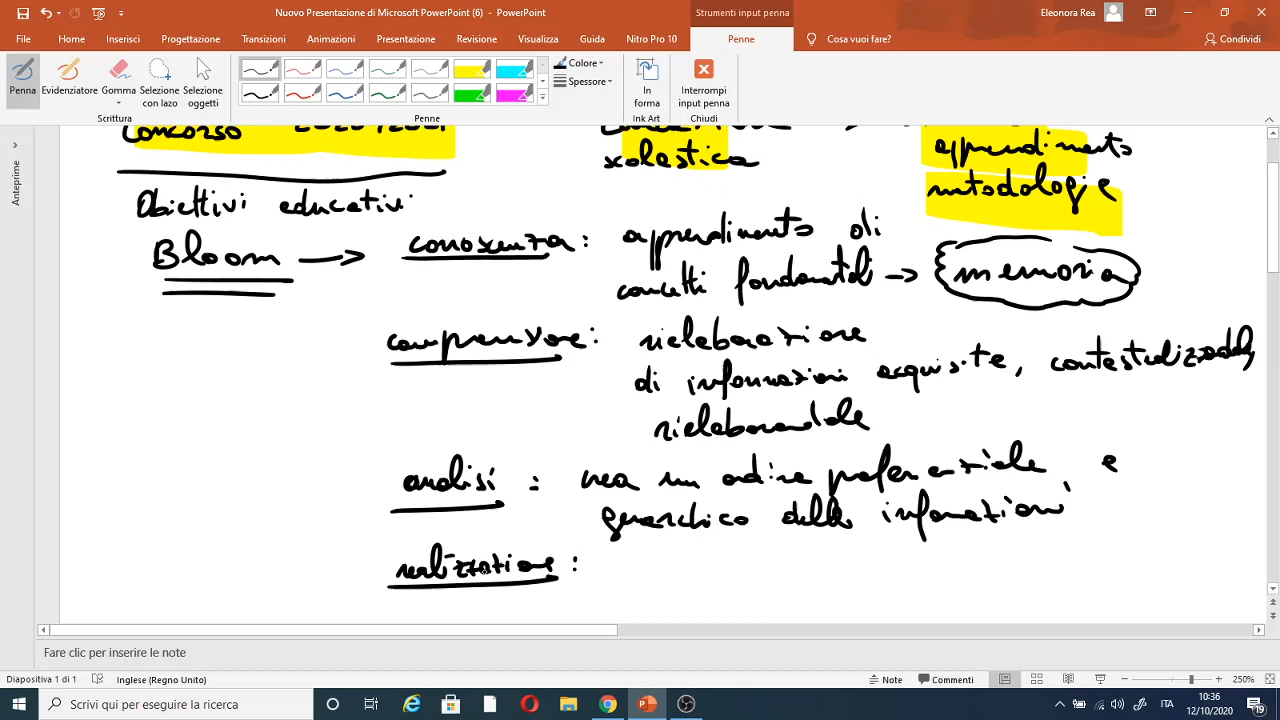 Nuovo Presentazione di Microsoft PowerPoint (6) - PowerPoint
Strumenti input penna
Eleonora Rea
File Home Inserisci Progettazione Transizioni Animazioni Presentazione Revisione Visualizza Guida Nitro Pro 10 Penne Cosa vuoi fare? Condividi
Penna Evidenziatore Gomma Selezione con lazo Selezione oggetti
Colore
Spessore
In forma
Interrompi input penna
Scrittura Penne Ink Art Chiudi
Antepr
Concorso 2020/2021
scolastica
apprendimento
metodologie
Obiettivi educativi
Bloom → conoscenza : apprendimento di
concetti fondamentali → memoria
comprensione : rielaborazione
di informazioni acquisite, contestualizzandole,
rielaborandole
analisi : crea un ordine preferenziale e
gerarchico delle informazioni
realizzazione :
Fare clic per inserire le note
Diapositiva 1 di 1 Inglese (Regno Unito) Note Commenti 250%
Scrivi qui per eseguire la ricerca
ITA
10:36
12/10/2020